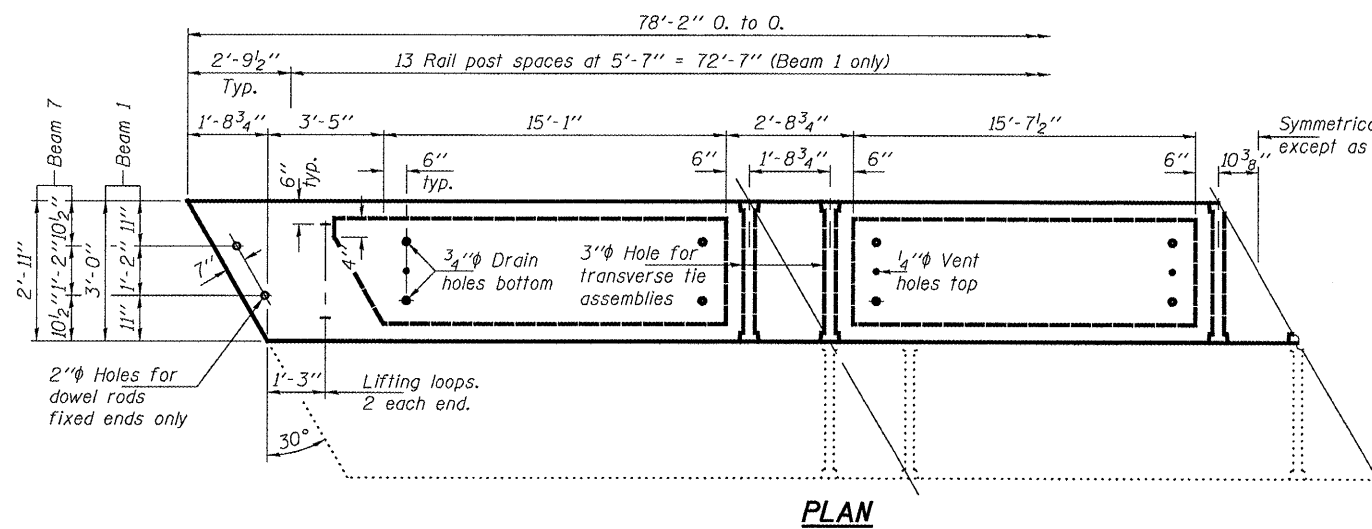 78'-2" O. to O.
2'-9½"
Typ.
13 Rail post spaces at 5'-7" = 72'-7" (Beam 1 only)
Beam 7
Beam 1
1'-8¾"
3'-5"
15'-1"
2'-8¾"
15'-7½"
Symmetrica
except as
6"
typ.
6"
typ.
6"
1'-8¾"
6"
6"
10⅜"
2'-11"
10½"
1'-2"
10½"
3'-0"
11"
1'-2"
11"
7"
4"
¾"φ Drain
holes bottom
3"φ Hole for
transverse tie
assemblies
¼"φ Vent
holes top
2"φ Holes for
dowel rods
fixed ends only
1'-3"
Lifting loops.
2 each end.
30°
PLAN